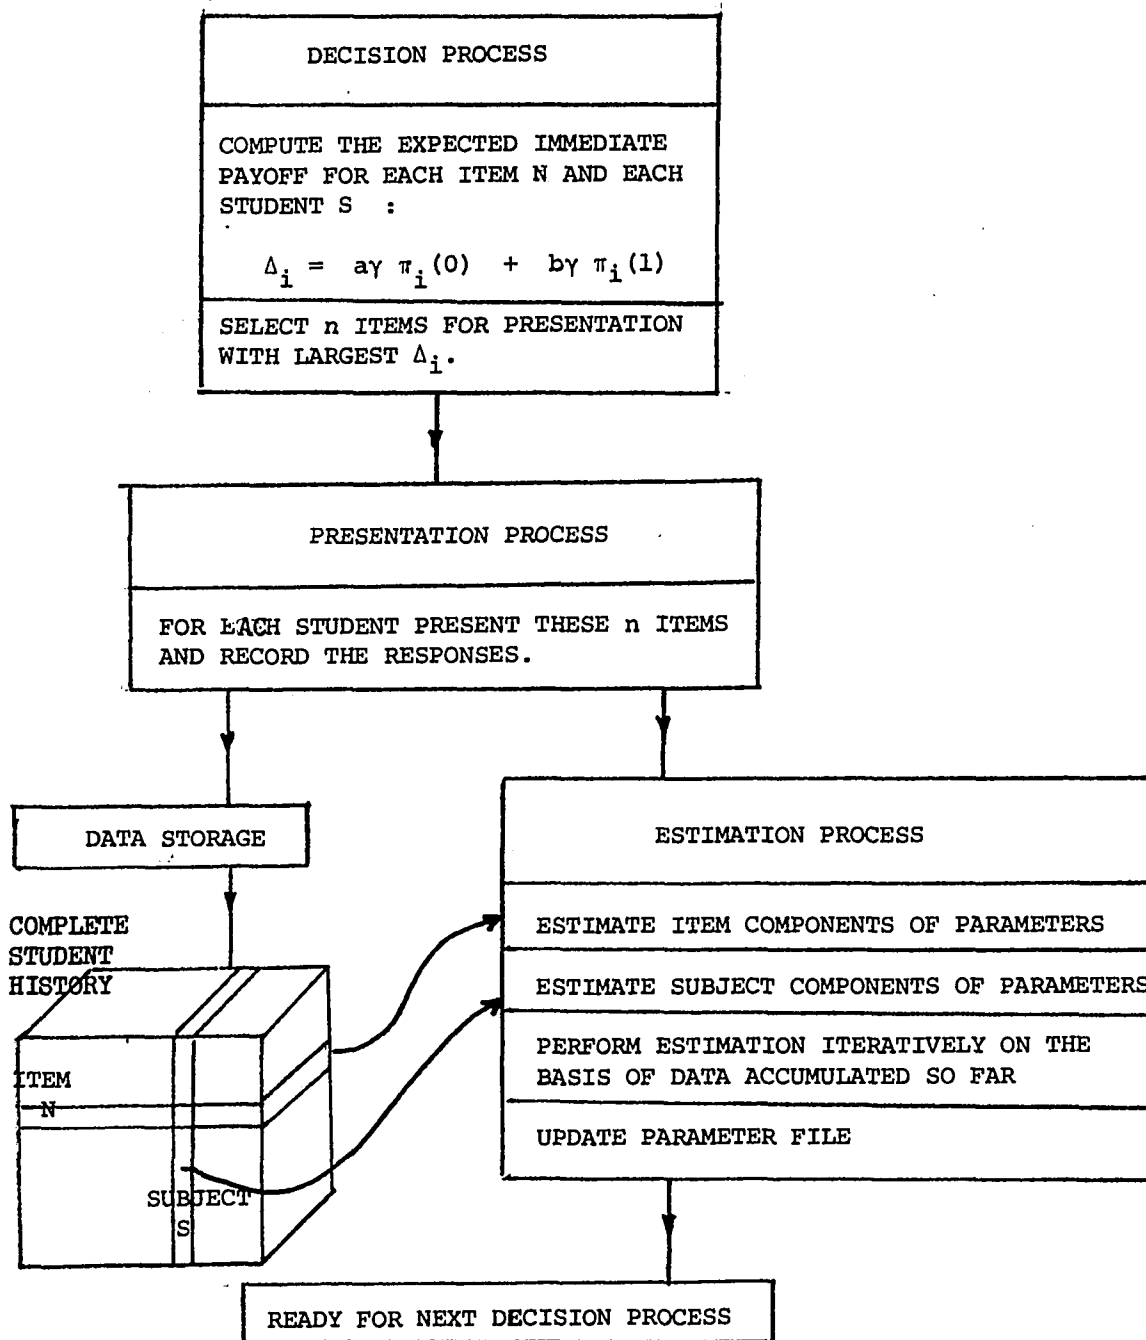 DECISION PROCESS
COMPUTE THE EXPECTED IMMEDIATE
PAYOFF FOR EACH ITEM N AND EACH
STUDENT S :
Δi = aγ πi(0) + bγ πi(1)
SELECT n ITEMS FOR PRESENTATION
WITH LARGEST Δi.
PRESENTATION PROCESS
FOR EACH STUDENT PRESENT THESE n ITEMS
AND RECORD THE RESPONSES.
DATA STORAGE
COMPLETE
STUDENT
HISTORY
ITEM
N
SUBJECT
S
ESTIMATION PROCESS
ESTIMATE ITEM COMPONENTS OF PARAMETERS
ESTIMATE SUBJECT COMPONENTS OF PARAMETERS
PERFORM ESTIMATION ITERATIVELY ON THE
BASIS OF DATA ACCUMULATED SO FAR
UPDATE PARAMETER FILE
READY FOR NEXT DECISION PROCESS